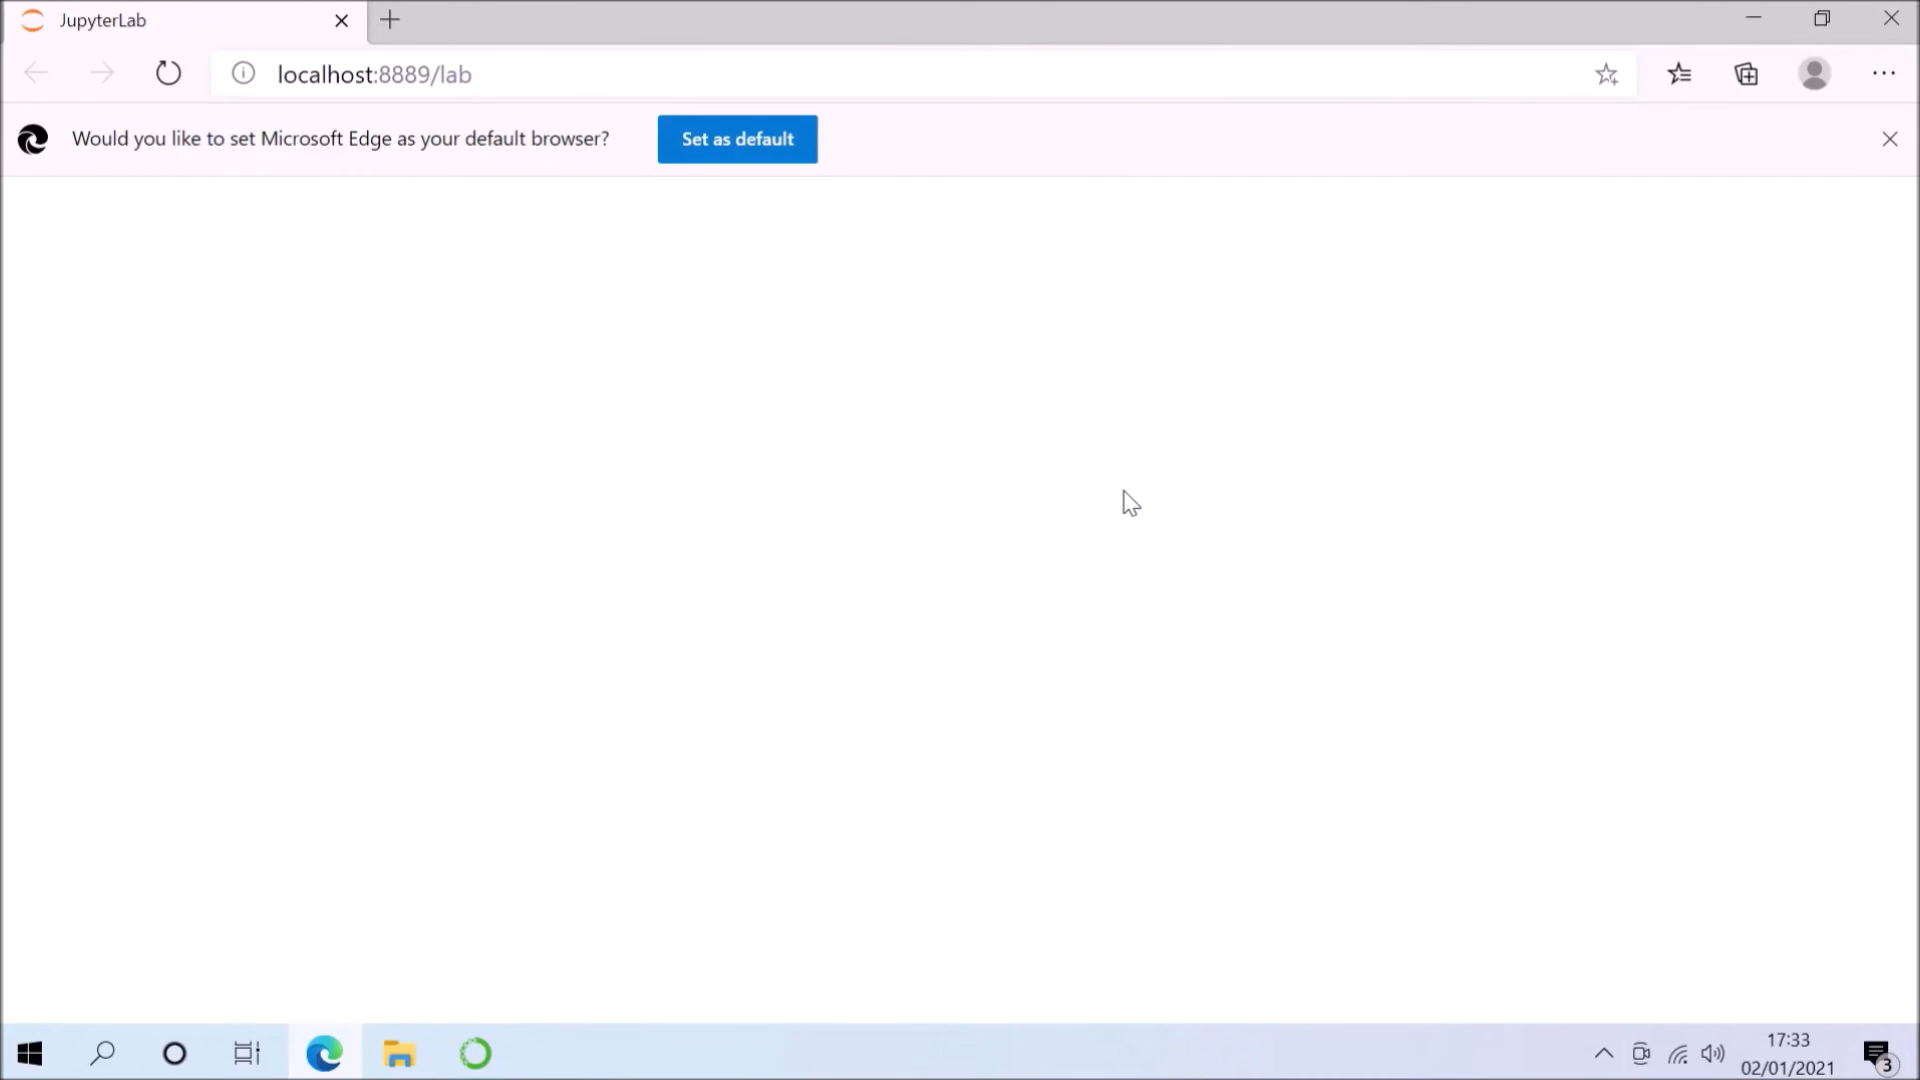 JupyterLab
localhost:8889/lab
Would you like to set Microsoft Edge as your default browser?
Set as default
17:33
02/01/2021
3